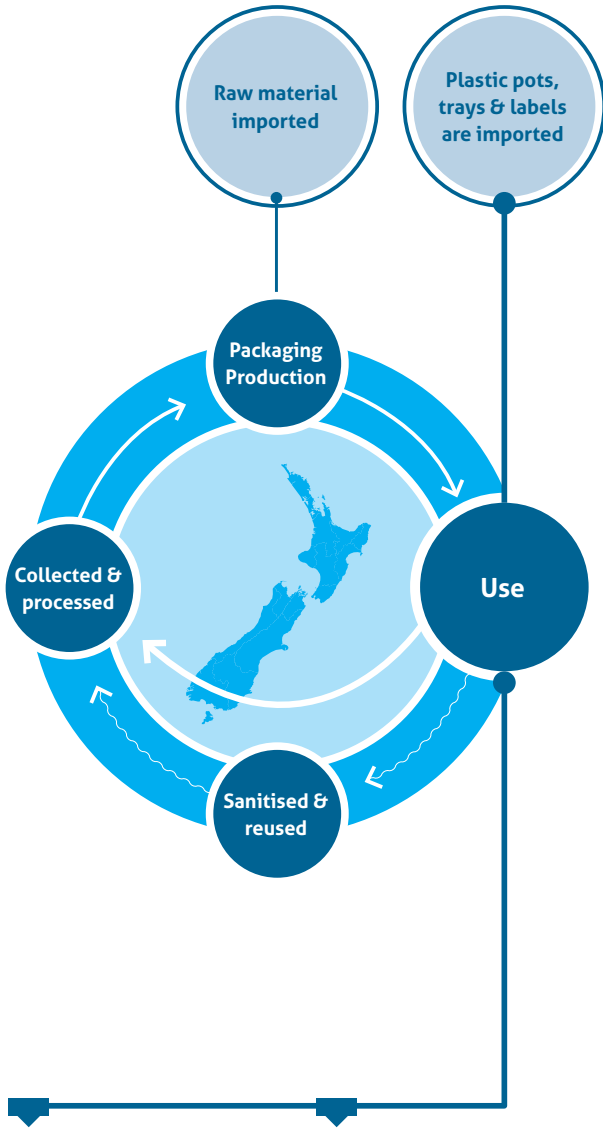 Raw material
imported
Plastic pots,
trays & labels
are imported
Packaging
Production
Use
Collected &
processed
Sanitised &
reused